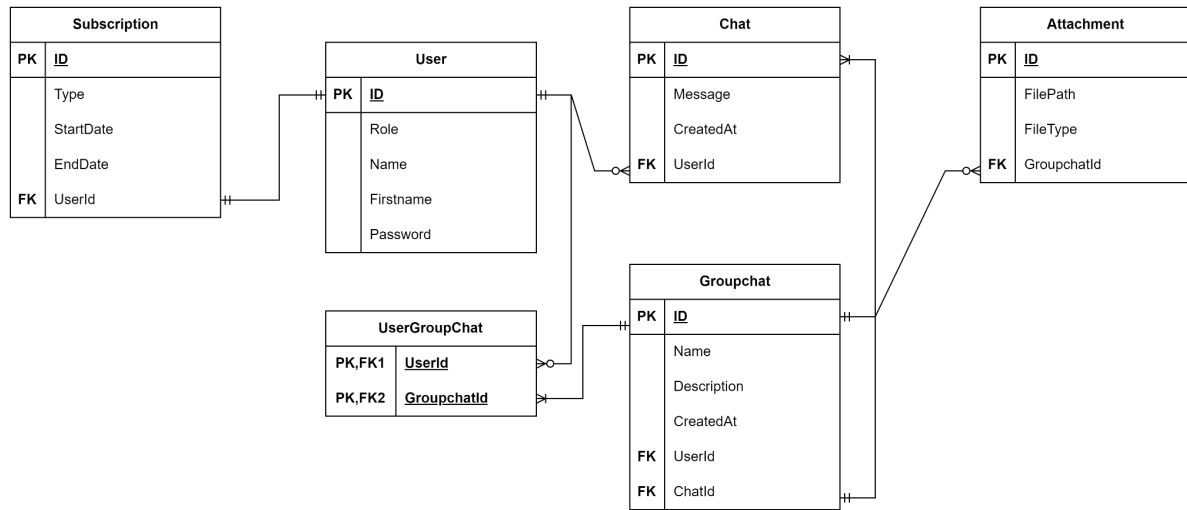 Subscription
PK ID
Type
StartDate
EndDate
FK UserId
User
PK ID
Role
Name
Firstname
Password
Chat
PK ID
Message
CreatedAt
FK UserId
Attachment
PK ID
FilePath
FileType
FK GroupchatId
UserGroupChat
PK,FK1 UserId
PK,FK2 GroupchatId
Groupchat
PK ID
Name
Description
CreatedAt
FK UserId
FK ChatId